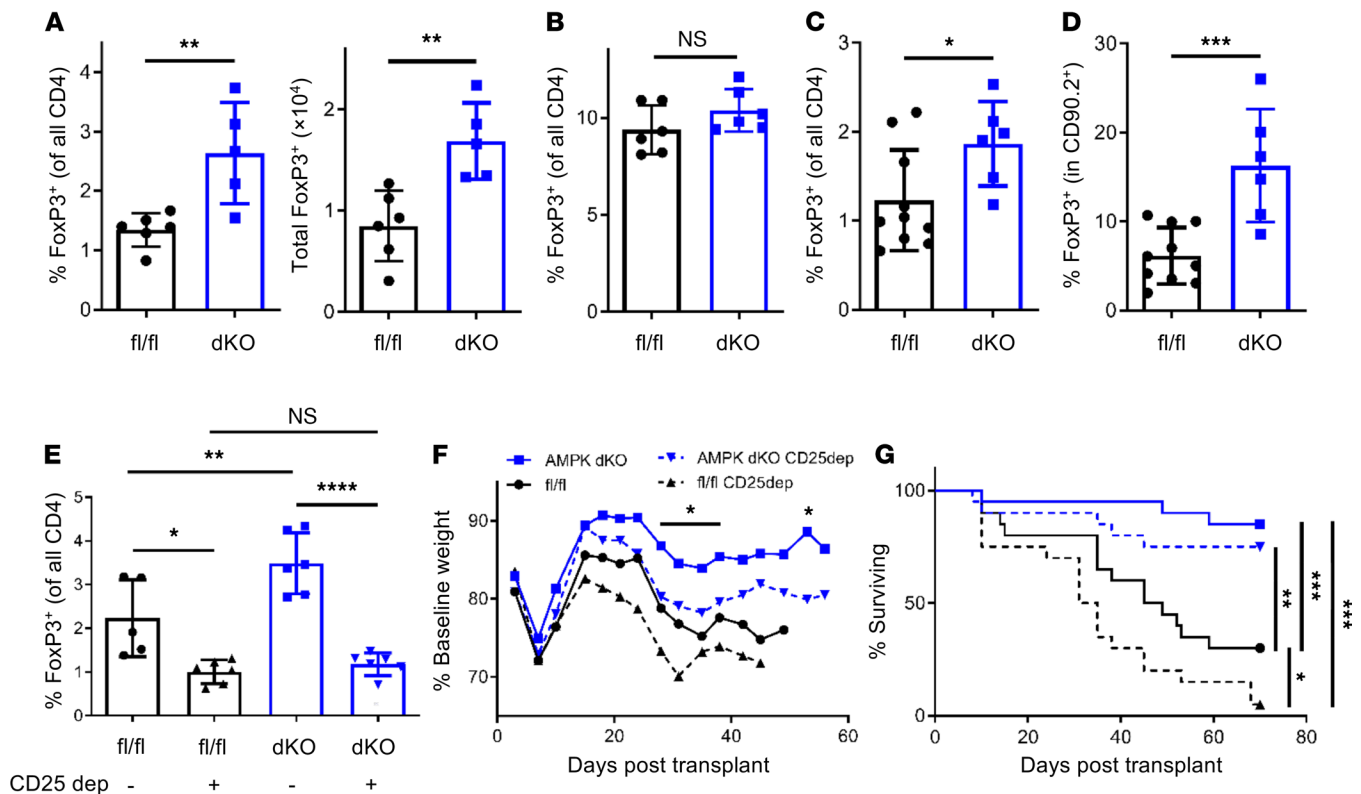 A
**
% FoxP3⁺ (of all CD4)
4
3
2
1
0
fl/fl dKO
**
Total FoxP3⁺ (×10⁴)
2
1
0
fl/fl dKO
B
NS
% FoxP3⁺ (of all CD4)
10
5
0
fl/fl dKO
C
*
% FoxP3⁺ (of all CD4)
3
2
1
0
fl/fl dKO
D
***
% FoxP3⁺ (in CD90.2⁺)
30
20
10
0
fl/fl dKO
E
NS
**
****
*
% FoxP3⁺ (of all CD4)
5
4
3
2
1
0
fl/fl fl/fl dKO dKO
CD25 dep - + - +
F
AMPK dKO AMPK dKO CD25dep
fl/fl fl/fl CD25dep
* *
% Baseline weight
90
80
70
0 20 40 60
Days post transplant
G
% Surviving
100
50
0
0 20 40 60 80
Days post transplant
**
***
***
*